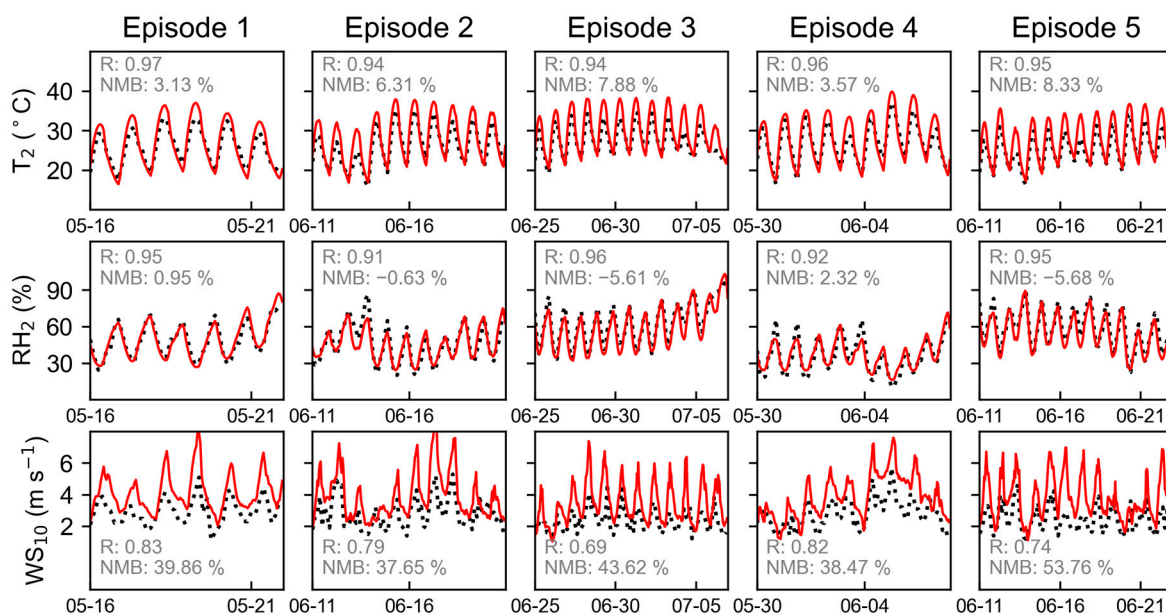 Episode 1 Episode 2 Episode 3 Episode 4 Episode 5
T₂ (°C)
40
30
20
R: 0.97
NMB: 3.13 %
R: 0.94
NMB: 6.31 %
R: 0.94
NMB: 7.88 %
R: 0.96
NMB: 3.57 %
R: 0.95
NMB: 8.33 %
05-16 05-21 06-11 06-16 06-25 06-30 07-05 05-30 06-04 06-11 06-16 06-23
RH₂ (%)
90
60
30
R: 0.95
NMB: 0.95 %
R: 0.91
NMB: −0.63 %
R: 0.96
NMB: −5.61 %
R: 0.92
NMB: 2.32 %
R: 0.95
NMB: −5.68 %
05-16 05-21 06-11 06-16 06-25 06-30 07-05 05-30 06-04 06-11 06-16 06-23
WS₁₀ (m s⁻¹)
6
4
2
R: 0.83
NMB: 39.86 %
R: 0.79
NMB: 37.65 %
R: 0.69
NMB: 43.62 %
R: 0.82
NMB: 38.47 %
R: 0.74
NMB: 53.76 %
05-16 05-21 06-11 06-16 06-25 06-30 07-05 05-30 06-04 06-11 06-16 06-23